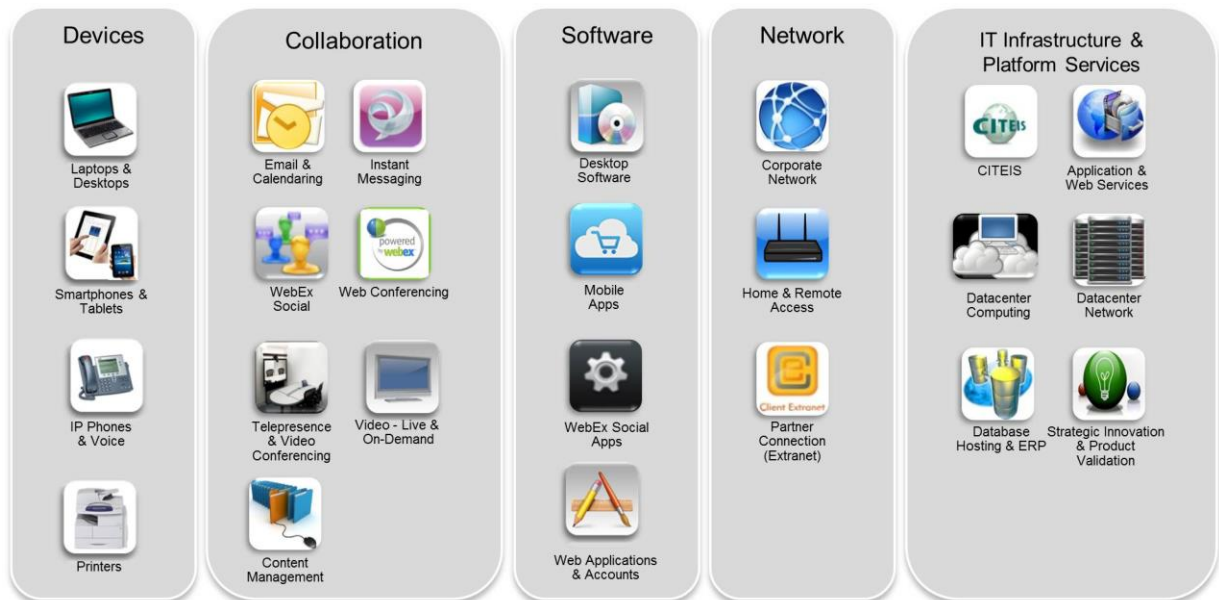 Devices
Laptops &
Desktops
Smartphones &
Tablets
IP Phones
& Voice
Printers
Collaboration
Email &
Calendaring
Instant
Messaging
WebEx
Social
powered
by webex
Web Conferencing
Telepresence
& Video
Conferencing
Video - Live &
On-Demand
Content
Management
Software
Desktop
Software
Mobile
Apps
WebEx Social
Apps
Web Applications
& Accounts
Network
Corporate
Network
Home & Remote
Access
Client Extranet
Partner
Connection
(Extranet)
IT Infrastructure &
Platform Services
CITEIS
CITEIS
Application &
Web Services
Datacenter
Computing
Datacenter
Network
Database
Hosting & ERP
Strategic Innovation
& Product
Validation